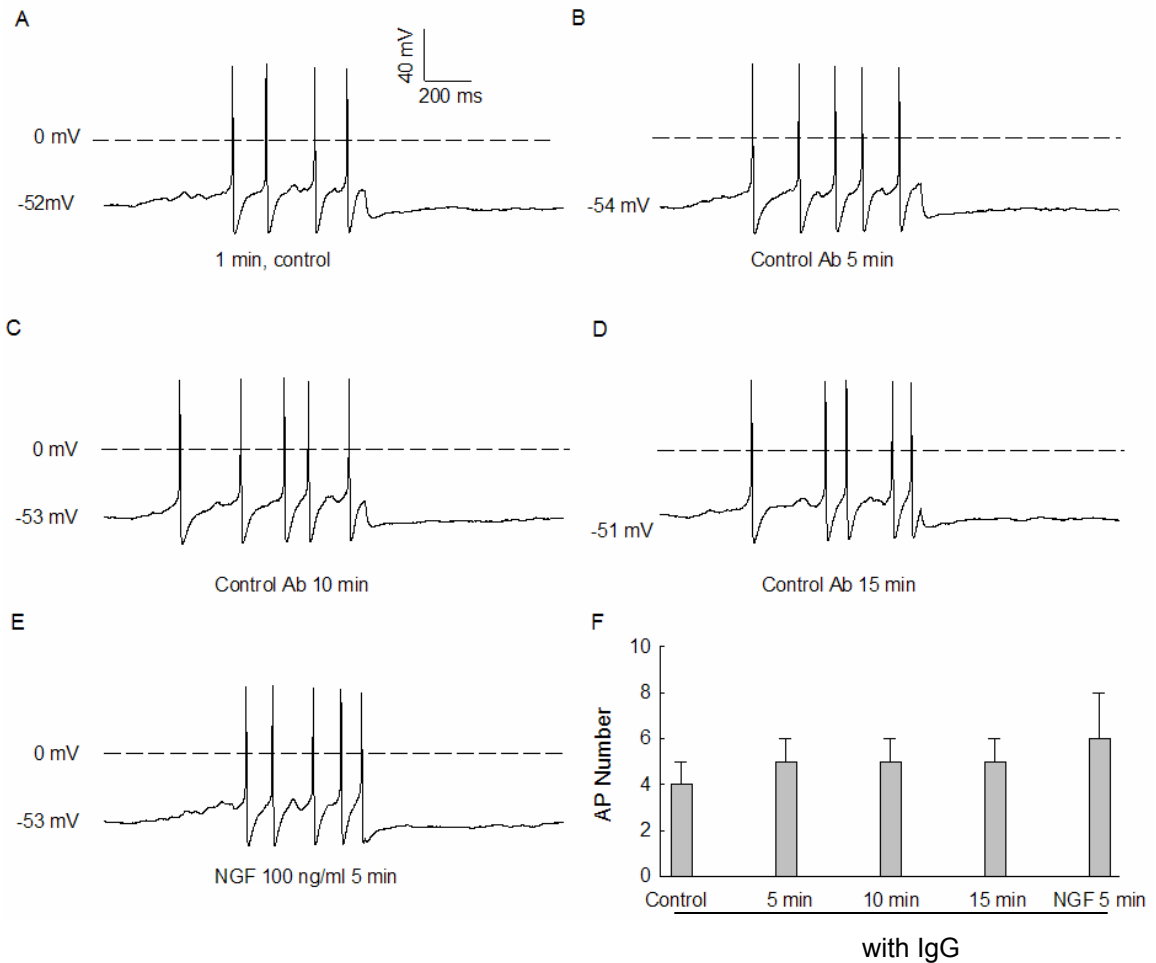 A
40 mV
200 ms
0 mV
-52mV
1 min, control
B
-54 mV
Control Ab 5 min
C
0 mV
-53 mV
Control Ab 10 min
D
-51 mV
Control Ab 15 min
E
0 mV
-53 mV
NGF 100 ng/ml 5 min
F
AP Number
10
8
6
4
2
0
Control 5 min 10 min 15 min NGF 5 min
with IgG